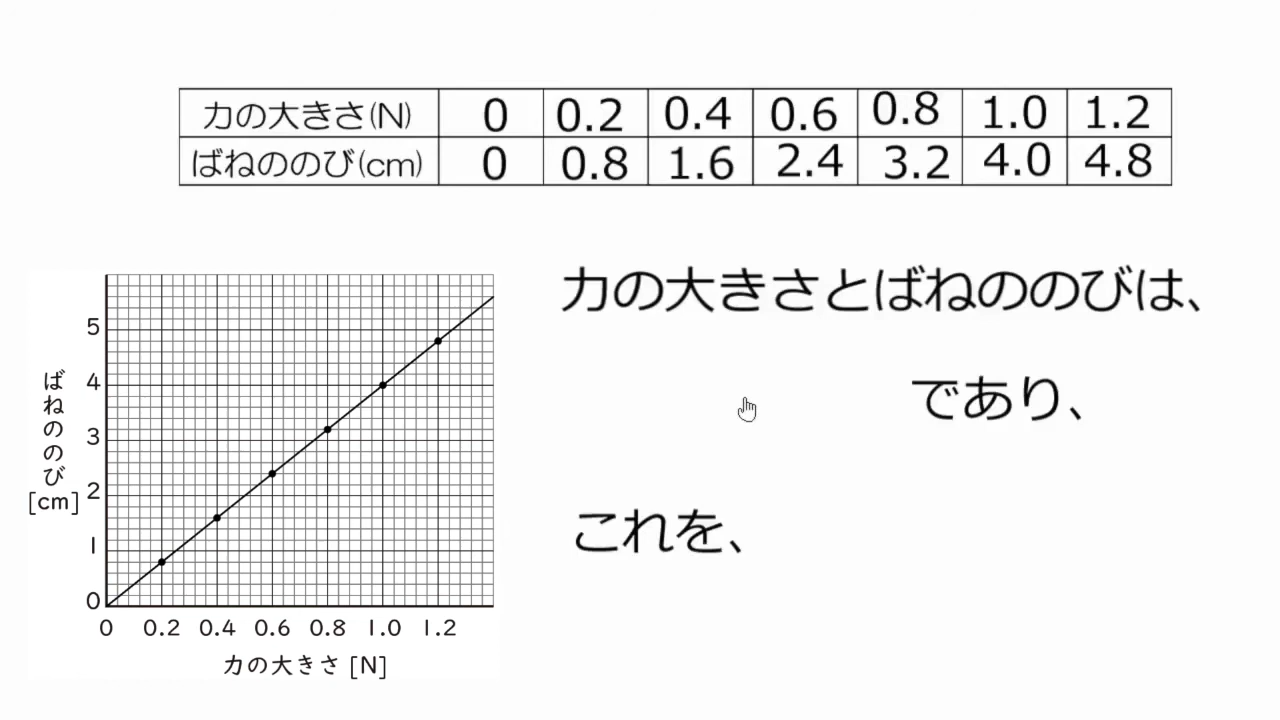 力の大きさ(N) 0 0.2 0.4 0.6 0.8 1.0 1.2
ばねののび(cm) 0 0.8 1.6 2.4 3.2 4.0 4.8
力の大きさとばねののびは、
であり、
これを、
ばねののび
[cm]
5
4
3
2
1
0
0 0.2 0.4 0.6 0.8 1.0 1.2
力の大きさ [N]